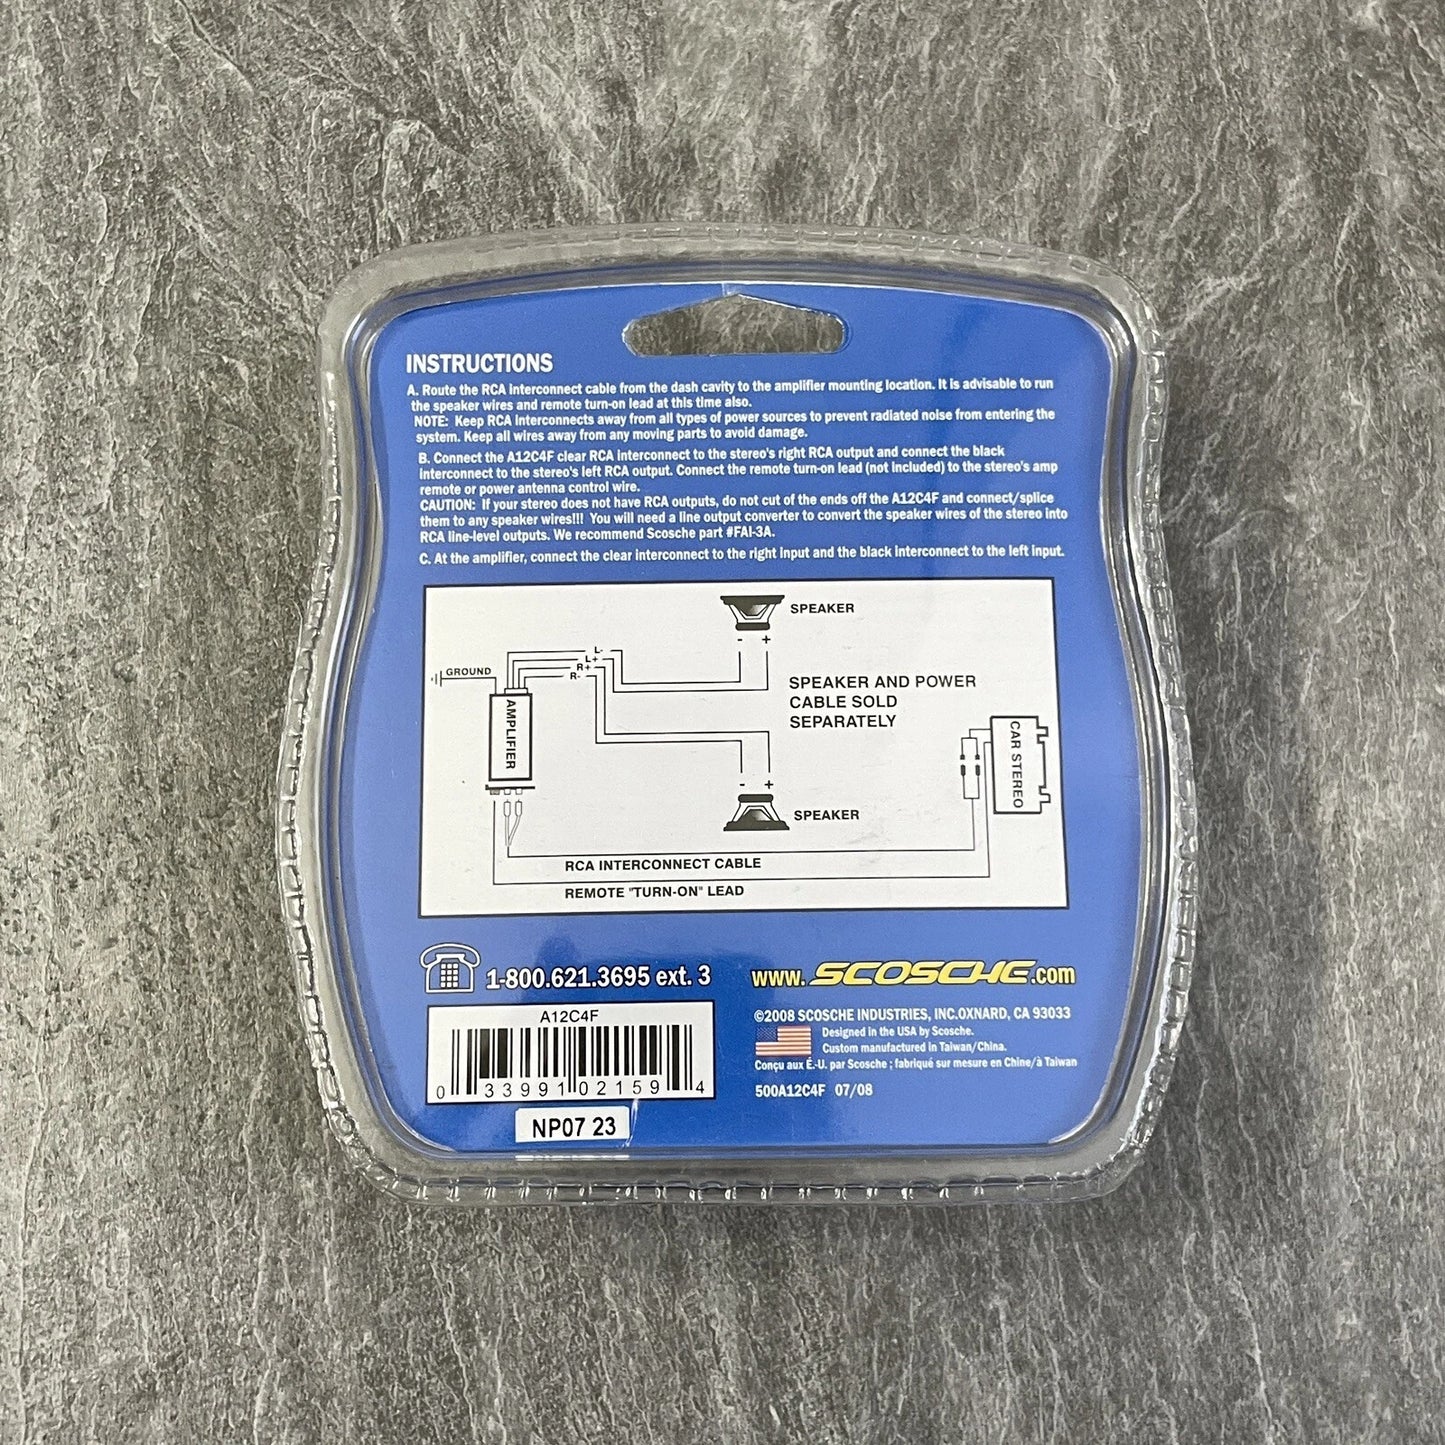 INSTRUCTIONS
A. Route the RCA interconnect cable from the dash cavity to the amplifier mounting location. It is advisable to run
the speaker wires and remote turn-on lead at this time also.
NOTE: Keep RCA Interconnects away from all types of power sources to prevent radiated noise from entering the
system. Keep all wires away from any moving parts to avoid damage.
B. Connect the A12C4F clear RCA interconnect to the stereo's right RCA output and connect the black
interconnect to the stereo's left RCA output. Connect the remote turn-on lead (not included) to the stereo's amp
remote or power antenna control wire.
CAUTION: If your stereo does not have RCA outputs, do not cut of the ends off the A12C4F and connect/splice
them to any speaker wires!!! You will need a line output converter to convert the speaker wires of the stereo into
RCA line-level outputs. We recommend Scosche part #FAI-3A.
C. At the amplifier, connect the clear interconnect to the right input and the black interconnect to the left input.
SPEAKER
- +
L-
L+
R+
R-
GROUND
AMPLIFIER
SPEAKER AND POWER
CABLE SOLD
SEPARATELY
CAR STEREO
- +
SPEAKER
RCA INTERCONNECT CABLE
REMOTE "TURN-ON" LEAD
1-800.621.3695 ext. 3
www.SCOSCHE.com
A12C4F
0 33991 02159 4
NP07 23
©2008 SCOSCHE INDUSTRIES, INC.OXNARD, CA 93033
Designed in the USA by Scosche.
Custom manufactured in Taiwan/China.
Conçu aux É.-U. par Scosche ; fabriqué sur mesure en Chine/à Taiwan
500A12C4F 07/08